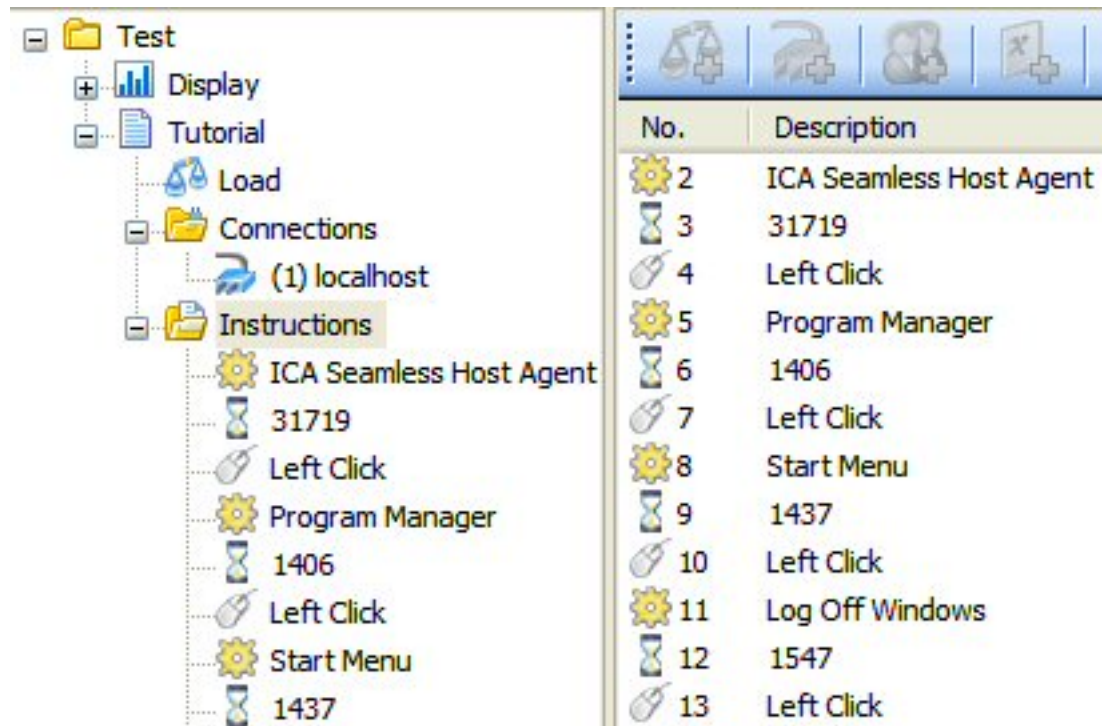 Test
Display
Tutorial
Load
Connections
(1) localhost
Instructions
ICA Seamless Host Agent
31719
Left Click
Program Manager
1406
Left Click
Start Menu
1437
No. Description
2 ICA Seamless Host Agent
3 31719
4 Left Click
5 Program Manager
6 1406
7 Left Click
8 Start Menu
9 1437
10 Left Click
11 Log Off Windows
12 1547
13 Left Click